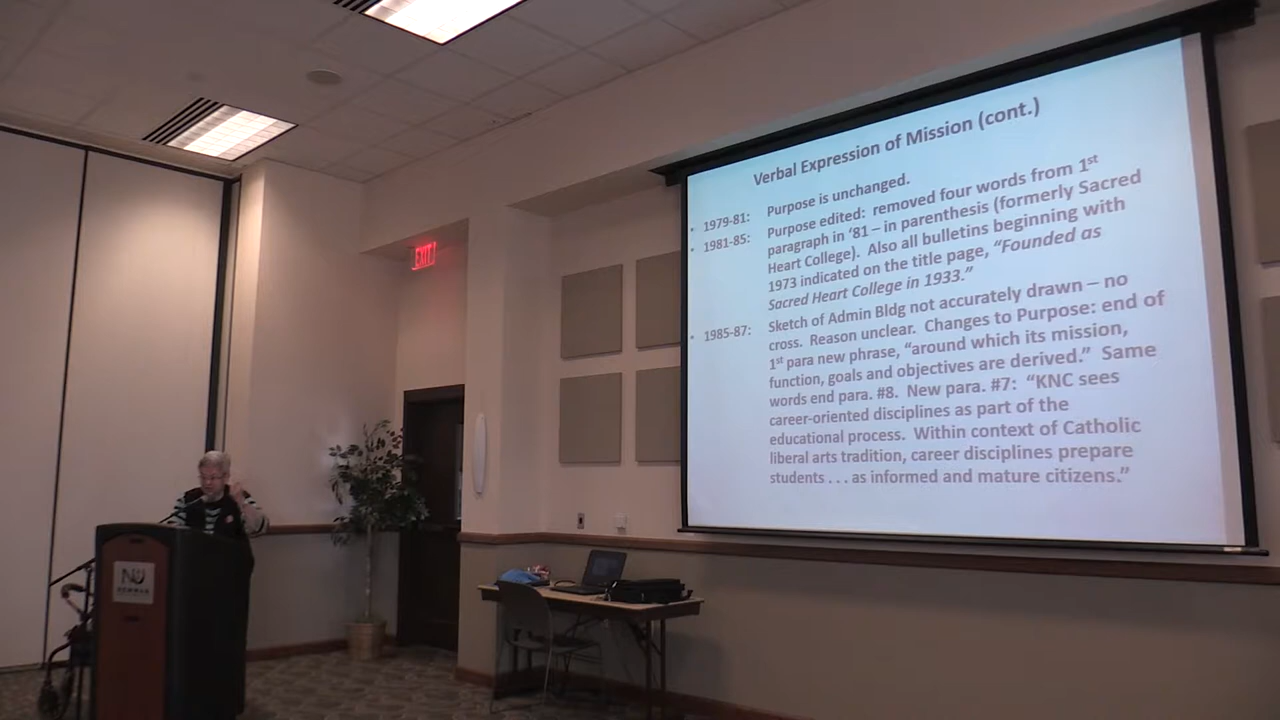 Verbal Expression of Mission (cont.)
• 1979-81: Purpose is unchanged.
• 1981-85: Purpose edited: removed four words from 1st
paragraph in ‘81 – in parenthesis (formerly Sacred
Heart College). Also all bulletins beginning with
1973 indicated on the title page, “Founded as
Sacred Heart College in 1933.”
• 1985-87: Sketch of Admin Bldg not accurately drawn – no
cross. Reason unclear. Changes to Purpose: end of
1st para new phrase, “around which its mission,
function, goals and objectives are derived.” Same
words end para. #8. New para. #7: “KNC sees
career-oriented disciplines as part of the
educational process. Within context of Catholic
liberal arts tradition, career disciplines prepare
students . . . as informed and mature citizens.”
EXIT
NU
NEWMAN